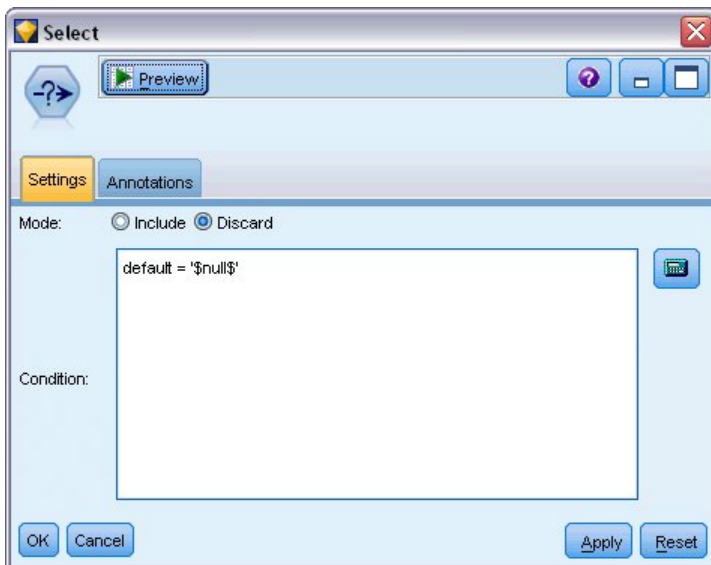 Select
-?
Preview
?
Settings Annotations
Mode: Include Discard
default = '$null$'
Condition:
OK Cancel Apply Reset